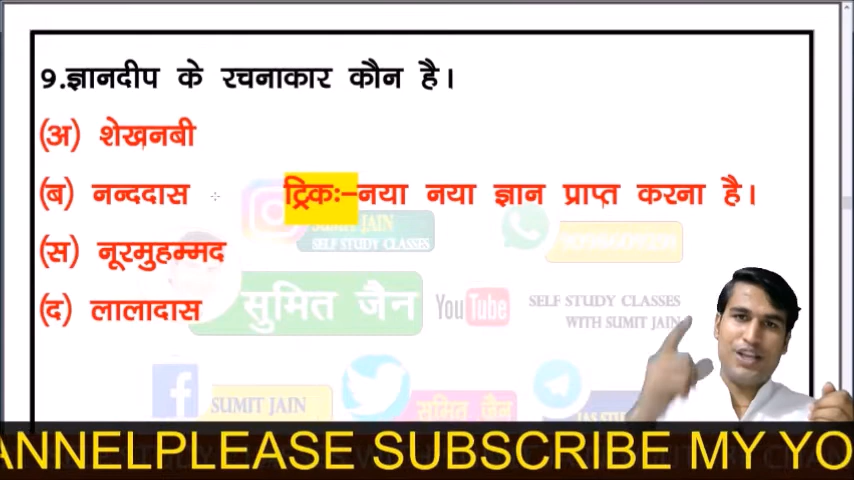 9.ज्ञानदीप के रचनाकार कौन है।
(अ) शेखनबी
(ब) नन्ददास ट्रिकः–नया नया ज्ञान प्राप्त करना है।
(स) नूरमुहम्मद
(द) लालादास
SUMIT JAIN
SELF STUDY CLASSES
सुमित जैन
YouTube
SELF STUDY CLASSES
WITH SUMIT JAIN
SUMIT JAIN
सुमित जैन
ANNELPLEASE SUBSCRIBE MY YO